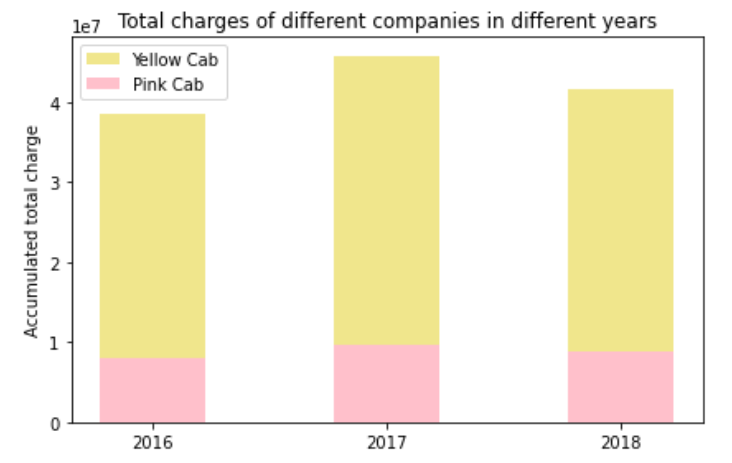 Total charges of different companies in different years
1e7
Yellow Cab
Pink Cab
Accumulated total charge
4
3
2
1
0
2016 2017 2018